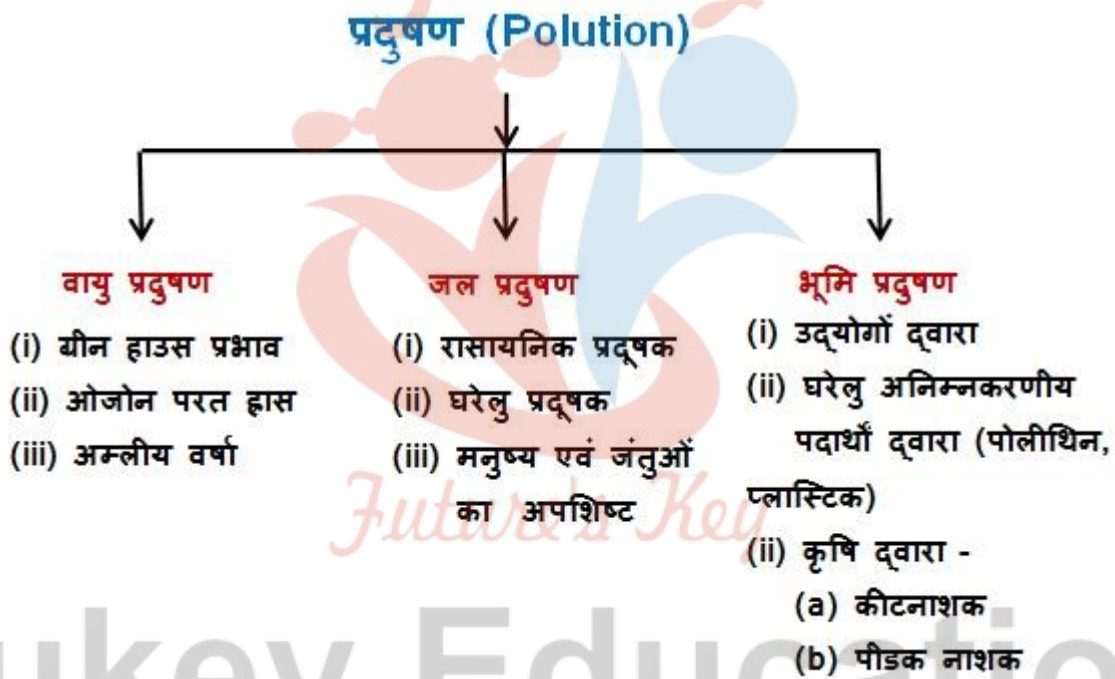 प्रदुषण (Polution)
वायु प्रदुषण
(i) ग्रीन हाउस प्रभाव
(ii) ओजोन परत ह्रास
(iii) अम्लीय वर्षा
जल प्रदुषण
(i) रासायनिक प्रदूषक
(ii) घरेलु प्रदूषक
(iii) मनुष्य एवं जंतुओं
का अपशिष्ट
भूमि प्रदुषण
(i) उद्योगों द्वारा
(ii) घरेलु अनिम्नकरणीय
पदार्थों द्वारा (पोलीथिन,
प्लास्टिक)
(ii) कृषि द्वारा -
(a) कीटनाशक
(b) पीडक नाशक
Future's Key
ukey Educatio